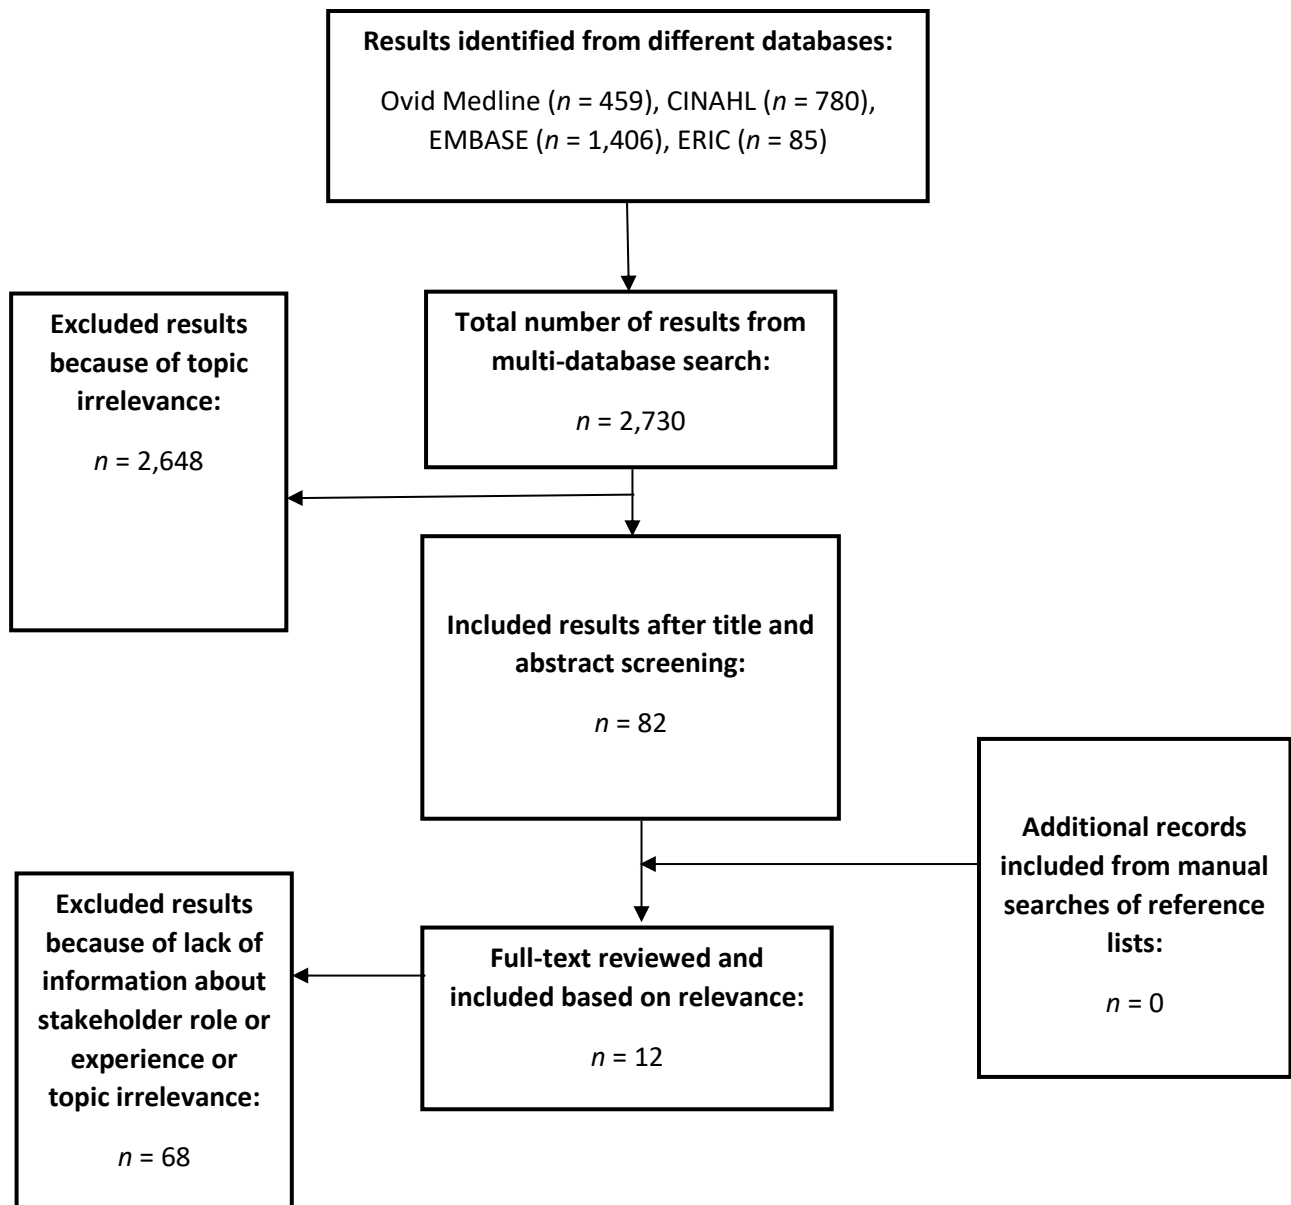 Results identified from different databases:
Ovid Medline (n = 459), CINAHL (n = 780),
EMBASE (n = 1,406), ERIC (n = 85)
Excluded results
because of topic
irrelevance:
n = 2,648
Total number of results from
multi-database search:
n = 2,730
Included results after title and
abstract screening:
n = 82
Additional records
included from manual
searches of reference
lists:
n = 0
Excluded results
because of lack of
information about
stakeholder role or
experience or
topic irrelevance:
n = 68
Full-text reviewed and
included based on relevance:
n = 12